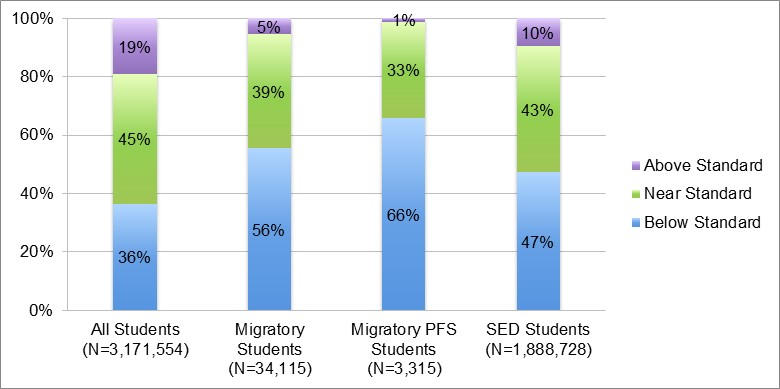 100%
80%
60%
40%
20%
0%
19%
45%
36%
5%
39%
56%
1%
33%
66%
10%
43%
47%
Above Standard
Near Standard
Below Standard
All Students
(N=3,171,554)
Migratory
Students
(N=34,115)
Migratory PFS
Students
(N=3,315)
SED Students
(N=1,888,728)